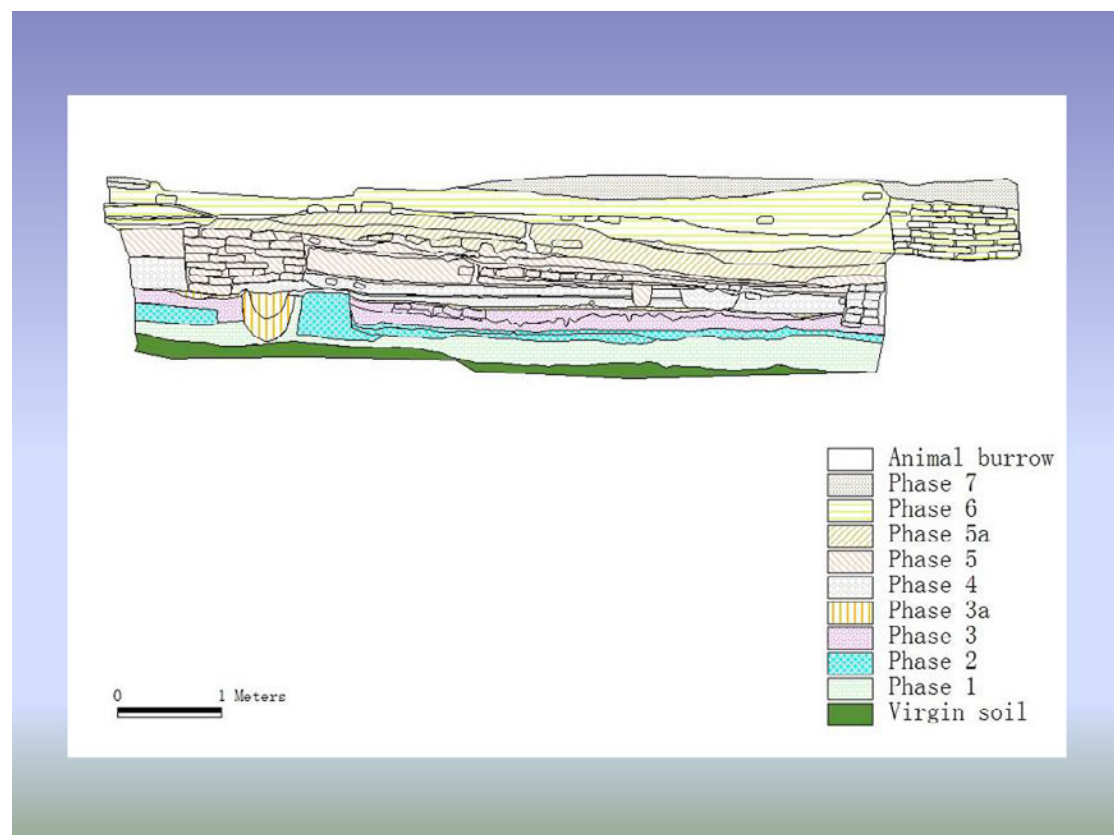 Animal burrow
Phase 7
Phase 6
Phase 5a
Phase 5
Phase 4
Phase 3a
Phase 3
Phase 2
Phase 1
Virgin soil
0 1 Meters